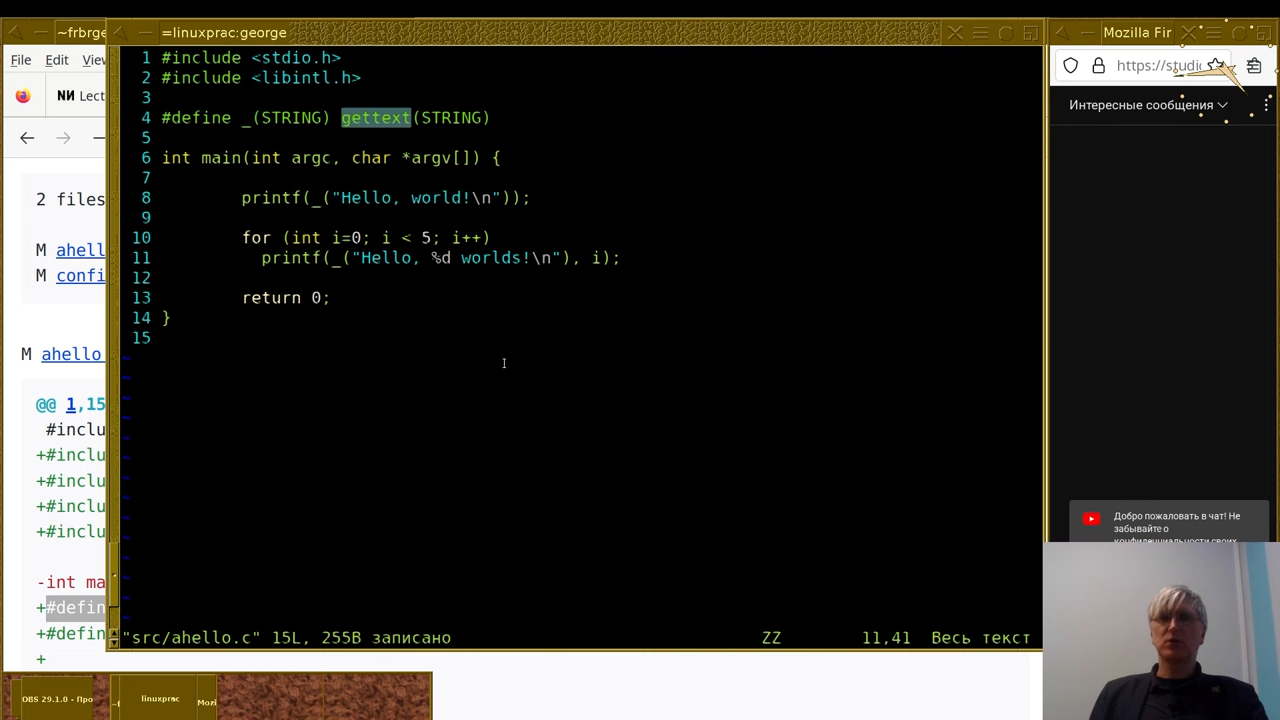 ~frbrge
=linuxprac:george
Mozilla Fir
File Edit Viev
Lect
https://studi
Интересные сообщения
2 files
M ahell
M confi
M ahello
@@ 1,15
#inclu
+#inclu
+#inclu
+#inclu
+#inclu
-int ma
+#defin
+#defin
+
1 #include <stdio.h>
2 #include <libintl.h>
3
4 #define _(STRING) gettext(STRING)
5
6 int main(int argc, char *argv[]) {
7
8 printf(_("Hello, world!\n"));
9
10 for (int i=0; i < 5; i++)
11 printf(_("Hello, %d worlds!\n"), i);
12
13 return 0;
14 }
15
~
~
~
~
~
~
~
~
~
~
~
~
~
"src/ahello.c" 15L, 255B записано ZZ 11,41 Весь текст
Добро пожаловать в чат! Не
забывайте о
конфиденциальности своих
OBS 29.1.0 - Про
~f
linuxprac
Mozi